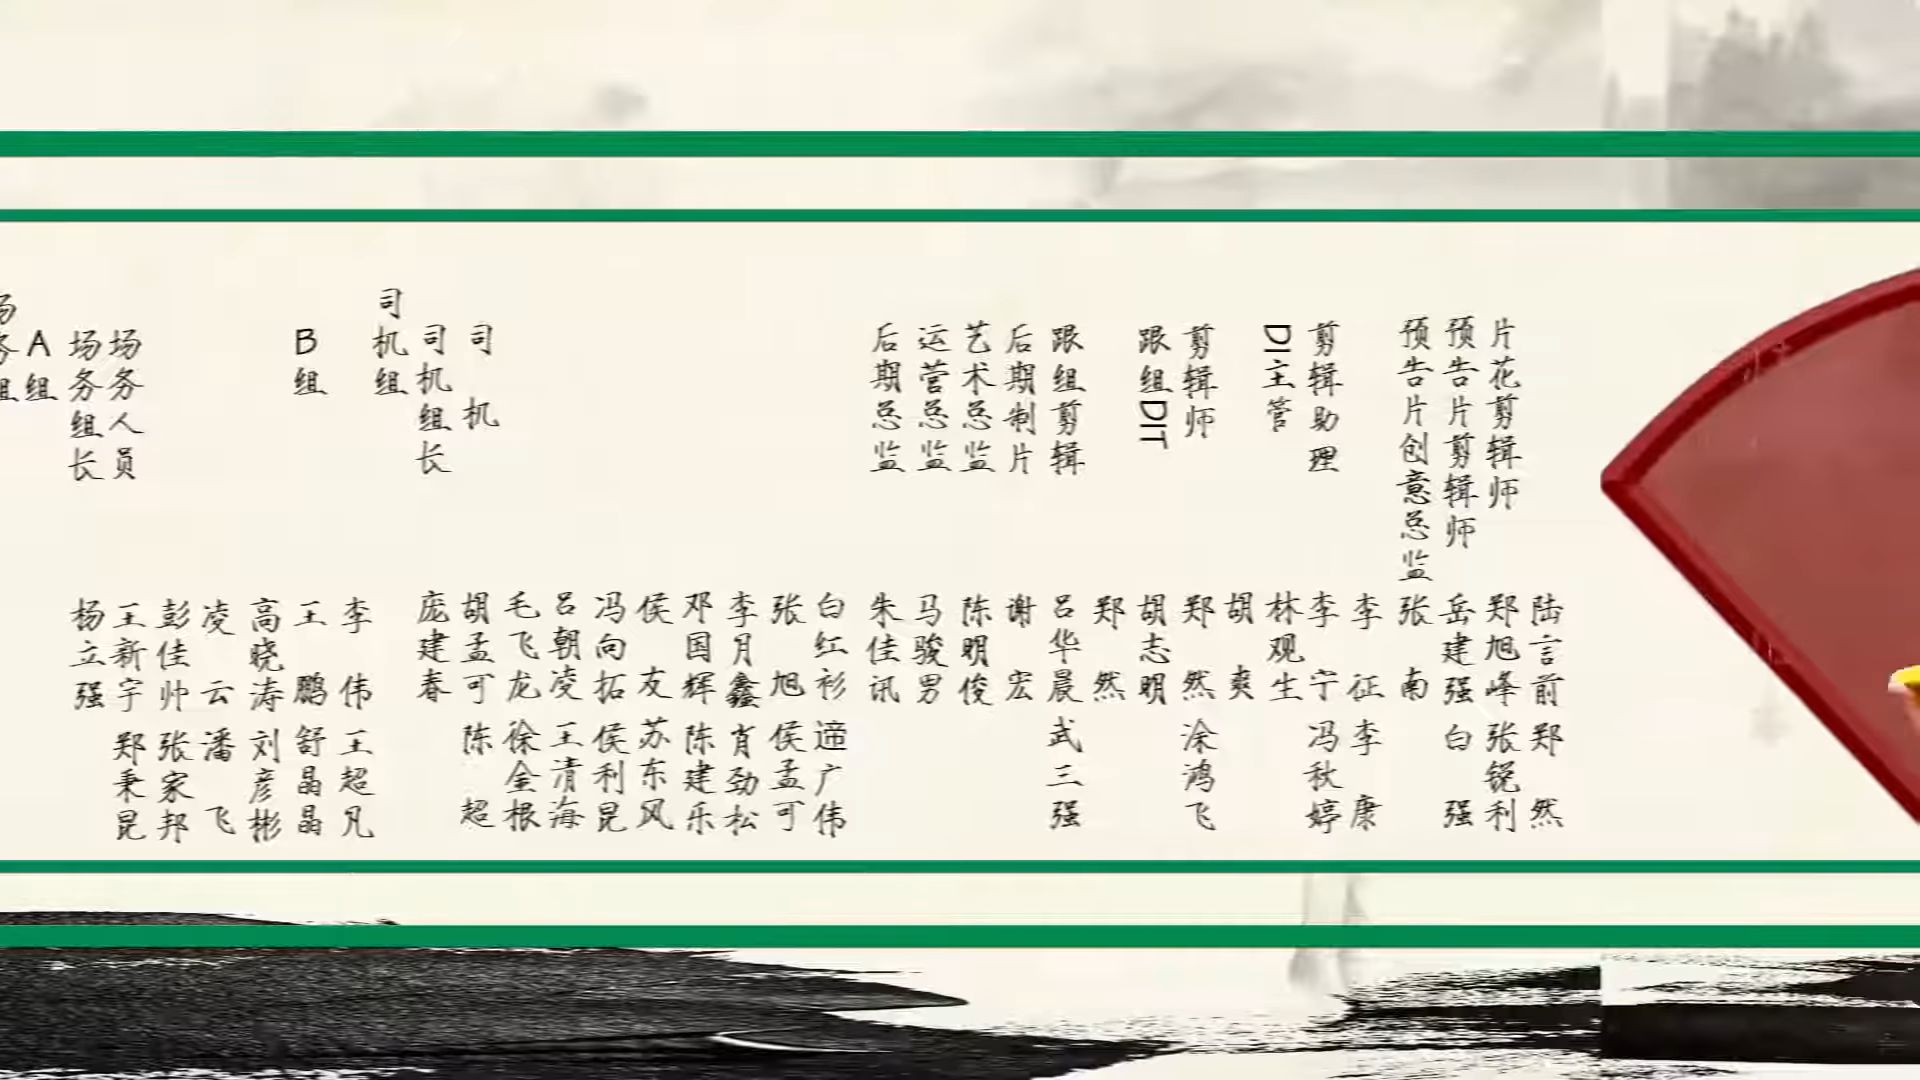 场务组
A组
场务组长
杨立强
场务人员
王新宇 郑秉昆
彭佳帅 张家邦
凌云 潘飞
高晓涛 刘彦彬
B组
王鹏 舒晶晶
李伟 王超凡
司机组
司机组长
庞建春
司机
胡孟可 陈超
毛飞龙 徐金根
吕朝凌 王清海
冯向拓 侯利昆
侯友 苏东风
邓国辉 陈建乐
李月鑫 肖劲松
张旭 侯孟可
白红衫 广伟
后期总监
朱佳讯
运营总监
马骏男
艺术总监
陈明俊
后期制片
谢宏
跟组剪辑
吕华晨 武三强
郑然
跟组DIT
胡志明
剪辑师
郑然 涂鸿飞
胡爽
DI主管
林观生
剪辑助理
李宁 冯秋婷
李征 李康
预告片创意总监
张南
预告片剪辑师
岳建强 白强
片花剪辑师
郑旭峰 张锐利
陆言前 郑然